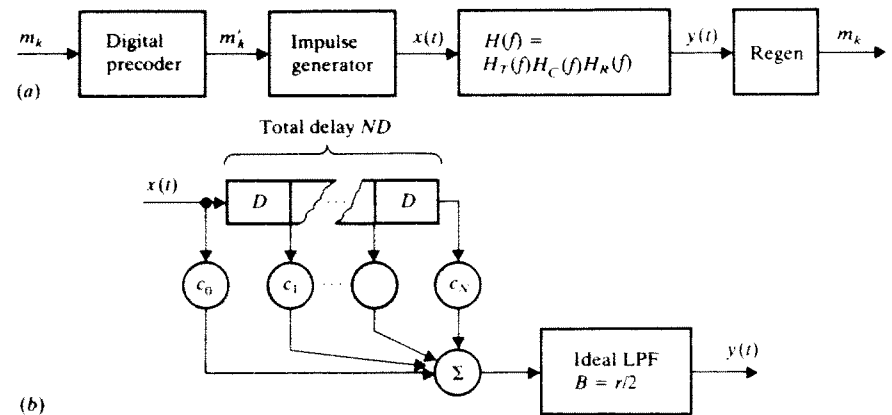 m_k
Digital
precoder
m'_k
Impulse
generator
x(t)
H(f) =
H_T(f)H_C(f)H_R(f)
y(t)
Regen
m_k
(a)
Total delay ND
x(t)
D
· · ·
D
c_0
c_1
· · ·
c_N
Σ
Ideal LPF
B = r/2
y(t)
(b)